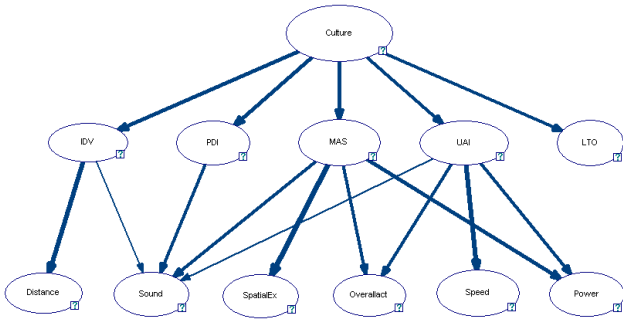 Culture
?
IDV
PDI
MAS
UAI
LTO
?
?
?
?
?
Distance
Sound
SpatialEx
Overallact
Speed
Power
?
?
?
?
?
?